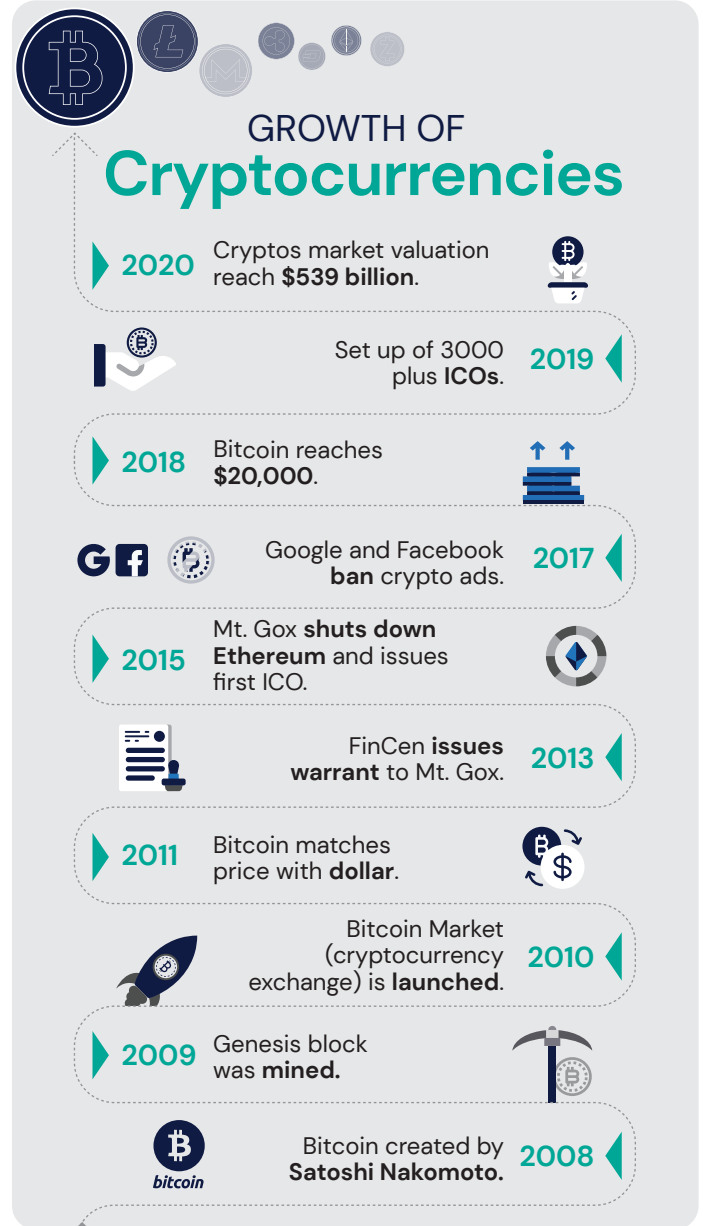 GROWTH OF
Cryptocurrencies
2020
Cryptos market valuation
reach $539 billion.
Set up of 3000
plus ICOs.
2019
2018
Bitcoin reaches
$20,000.
Google and Facebook
ban crypto ads.
2017
2015
Mt. Gox shuts down
Ethereum and issues
first ICO.
FinCen issues
warrant to Mt. Gox.
2013
2011
Bitcoin matches
price with dollar.
Bitcoin Market
(cryptocurrency
exchange) is launched.
2010
2009
Genesis block
was mined.
bitcoin
Bitcoin created by
Satoshi Nakomoto.
2008